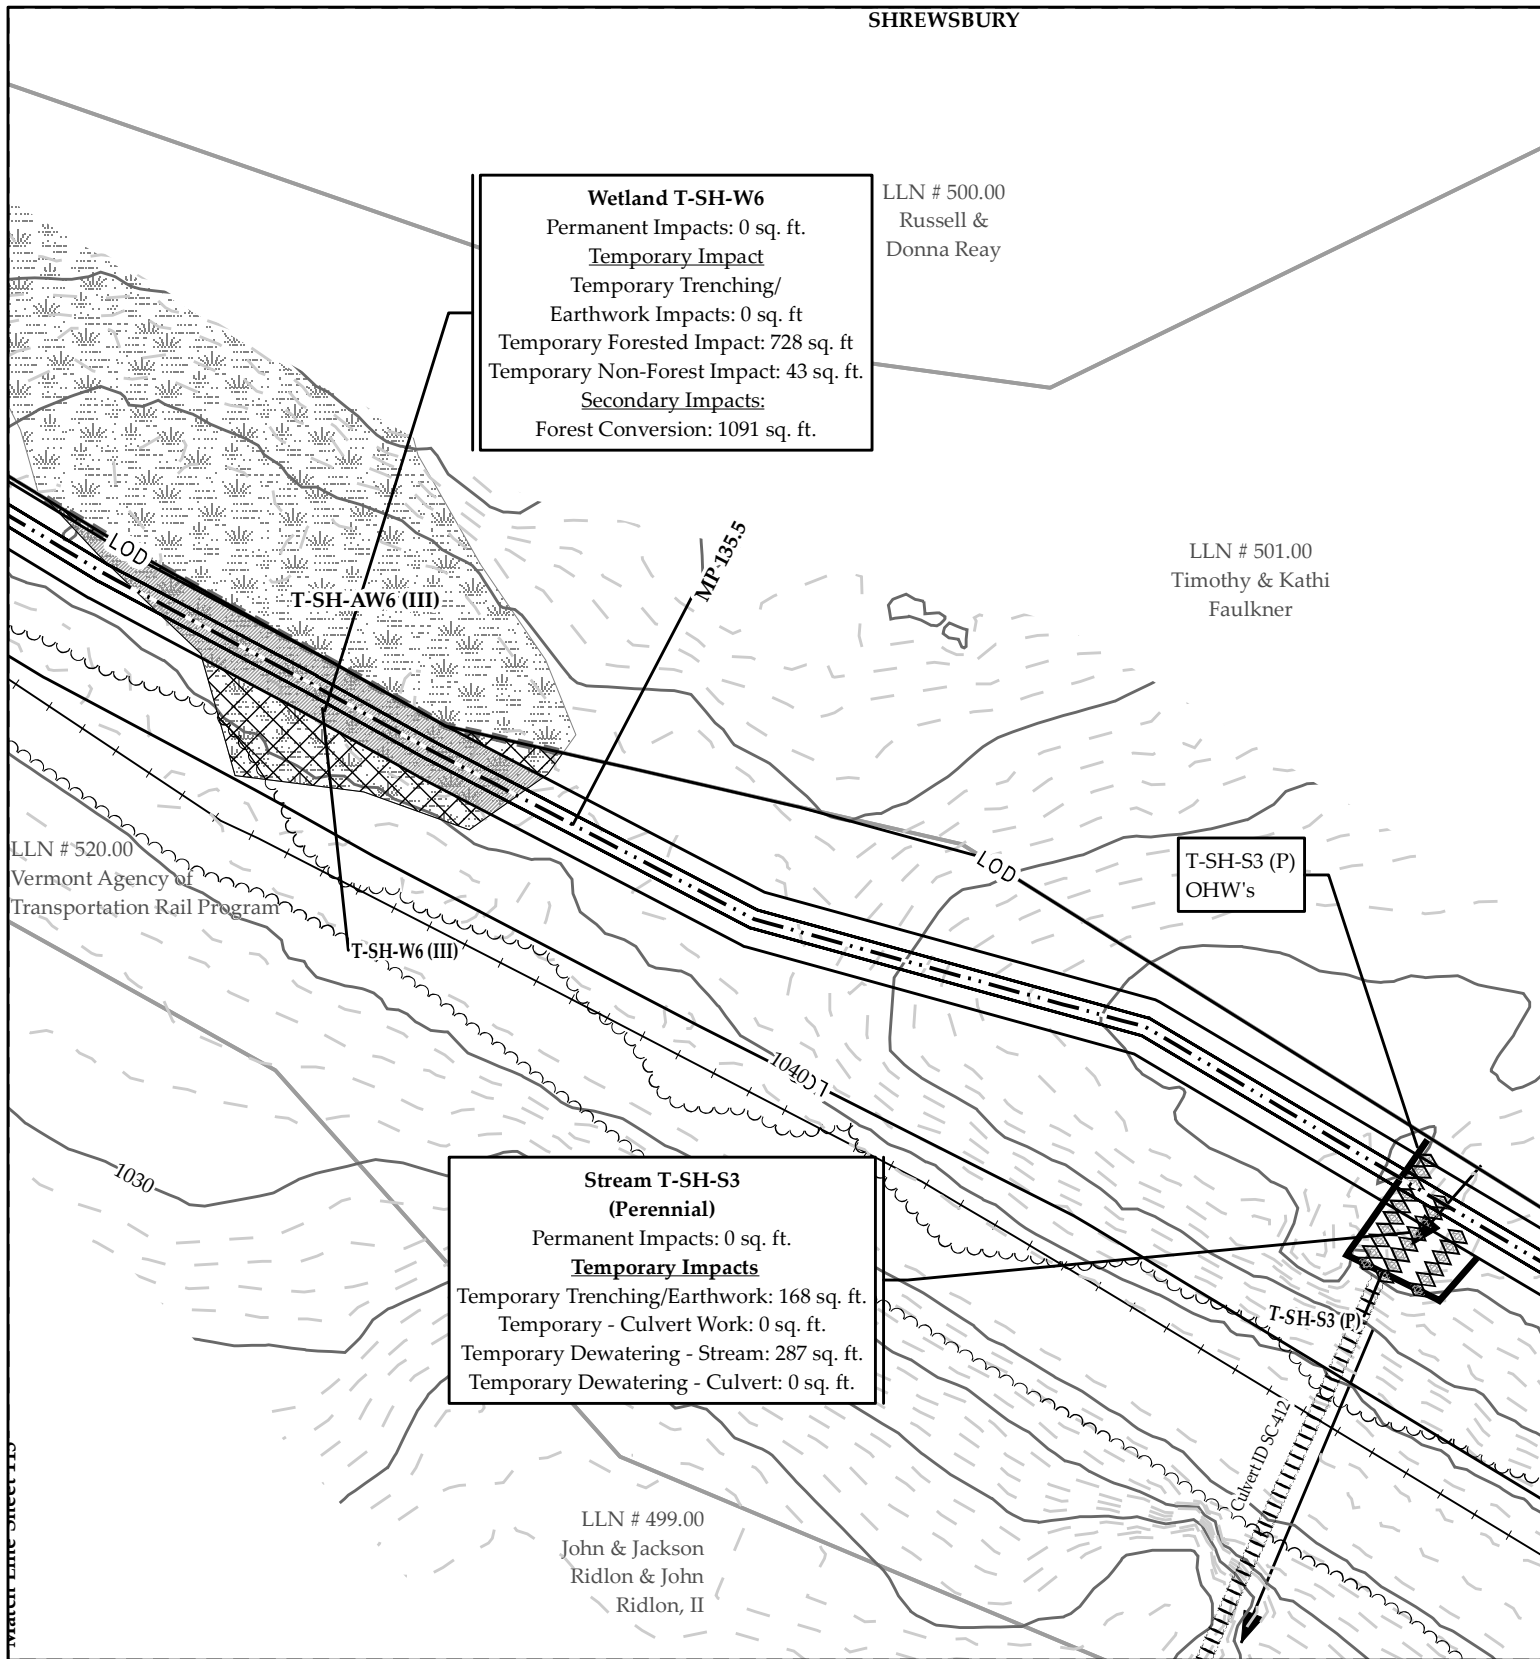 SHREWSBURY
Wetland T-SH-W6
Permanent Impacts: 0 sq. ft.
Temporary Impact
Temporary Trenching/
Earthwork Impacts: 0 sq. ft
Temporary Forested Impact: 728 sq. ft
Temporary Non-Forest Impact: 43 sq. ft.
Secondary Impacts:
Forest Conversion: 1091 sq. ft.
LLN # 500.00
Russell &
Donna Reay
LOD
T-SH-AW6 (III)
MP 135.5
LLN # 501.00
Timothy & Kathi
Faulkner
LLN # 520.00
Vermont Agency of
Transportation Rail Program
T-SH-W6 (III)
LOD
T-SH-S3 (P)
OHW's
1040
1030
Stream T-SH-S3
(Perennial)
Permanent Impacts: 0 sq. ft.
Temporary Impacts
Temporary Trenching/Earthwork: 168 sq. ft.
Temporary - Culvert Work: 0 sq. ft.
Temporary Dewatering - Stream: 287 sq. ft.
Temporary Dewatering - Culvert: 0 sq. ft.
T-SH-S3 (P)
Culvert ID SC-412
LLN # 499.00
John & Jackson
Ridlon & John
Ridlon, II
Match Line Sheet